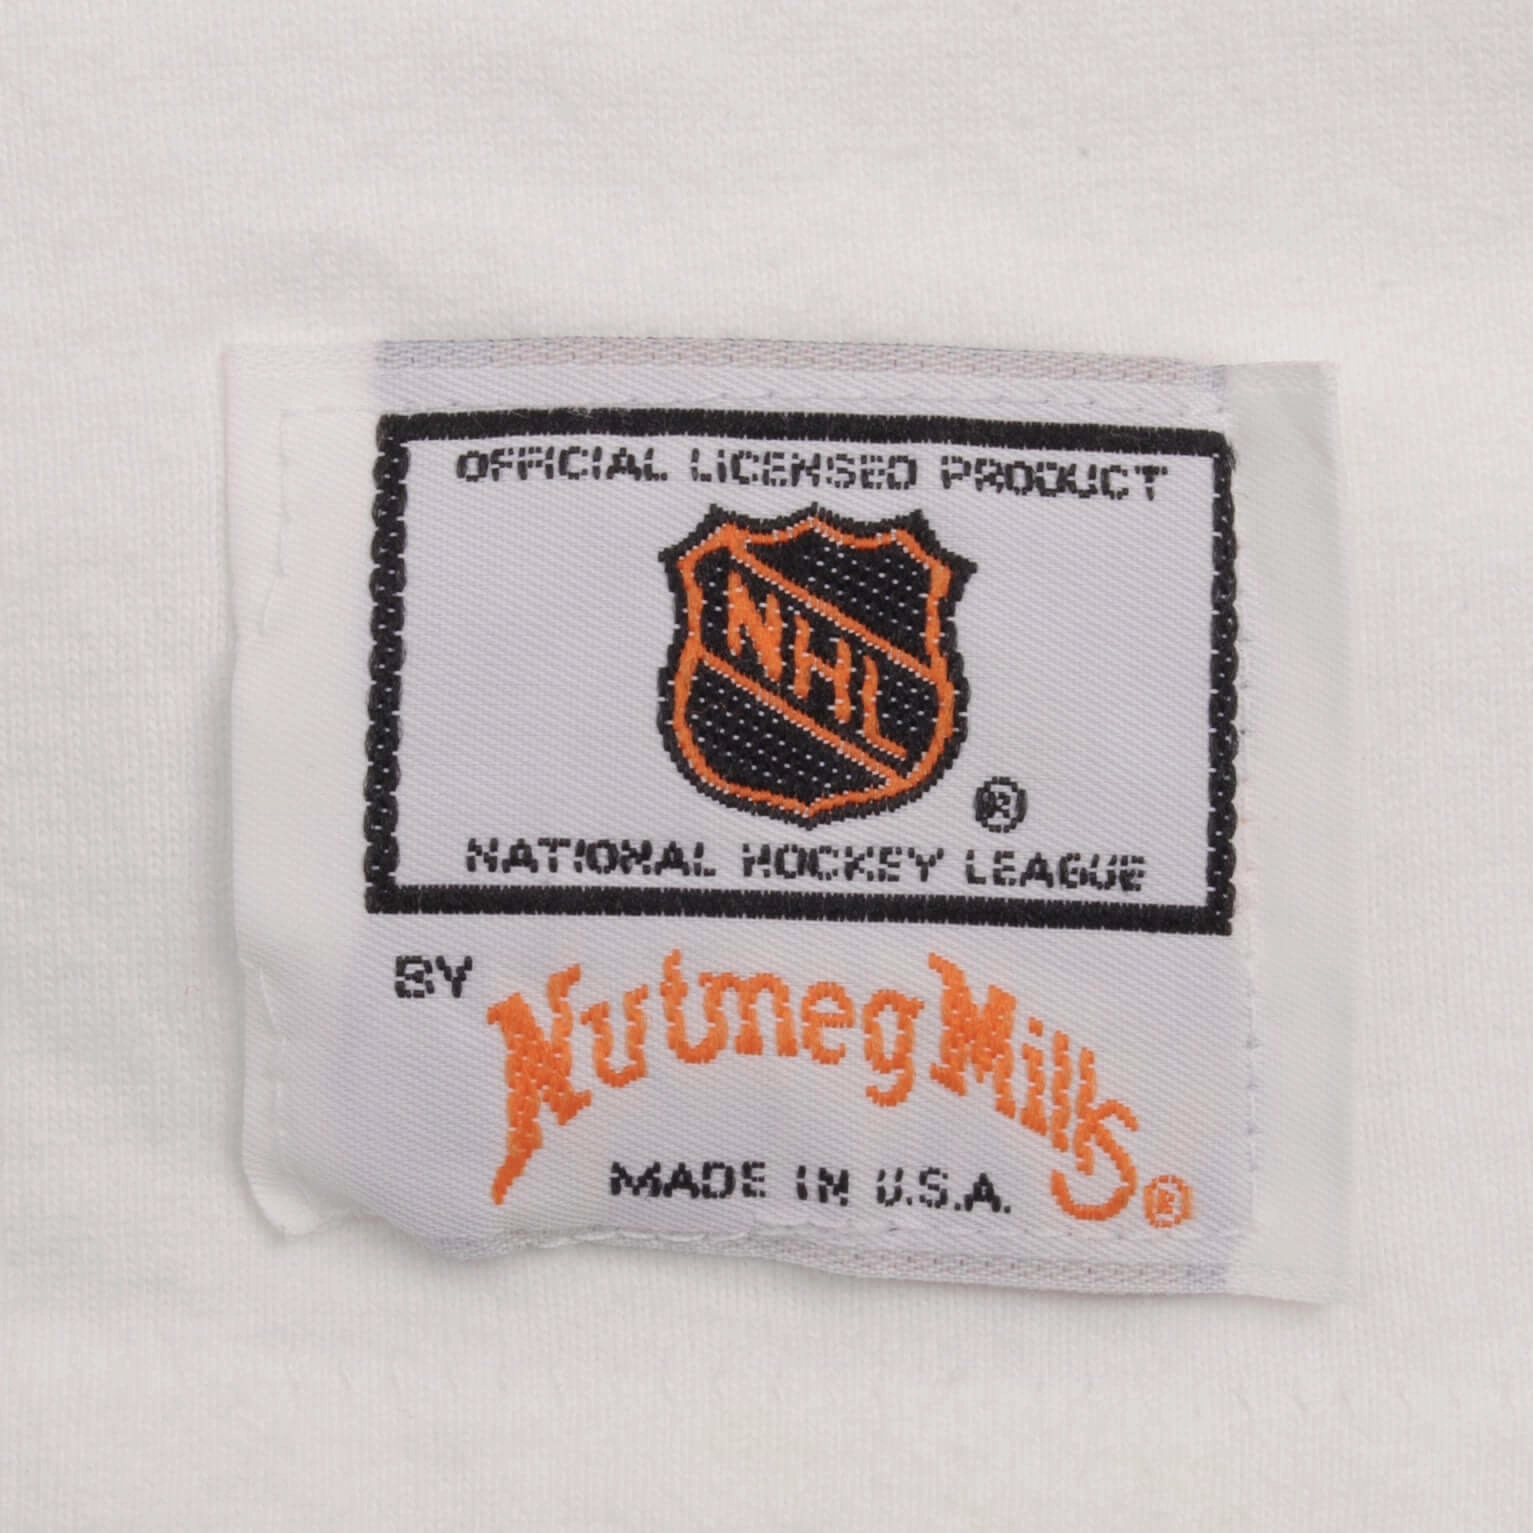 OFFICIAL LICENSED PRODUCT
NHL
®
NATIONAL HOCKEY LEAGUE
BY Nutmeg Mills ®
MADE IN U.S.A.